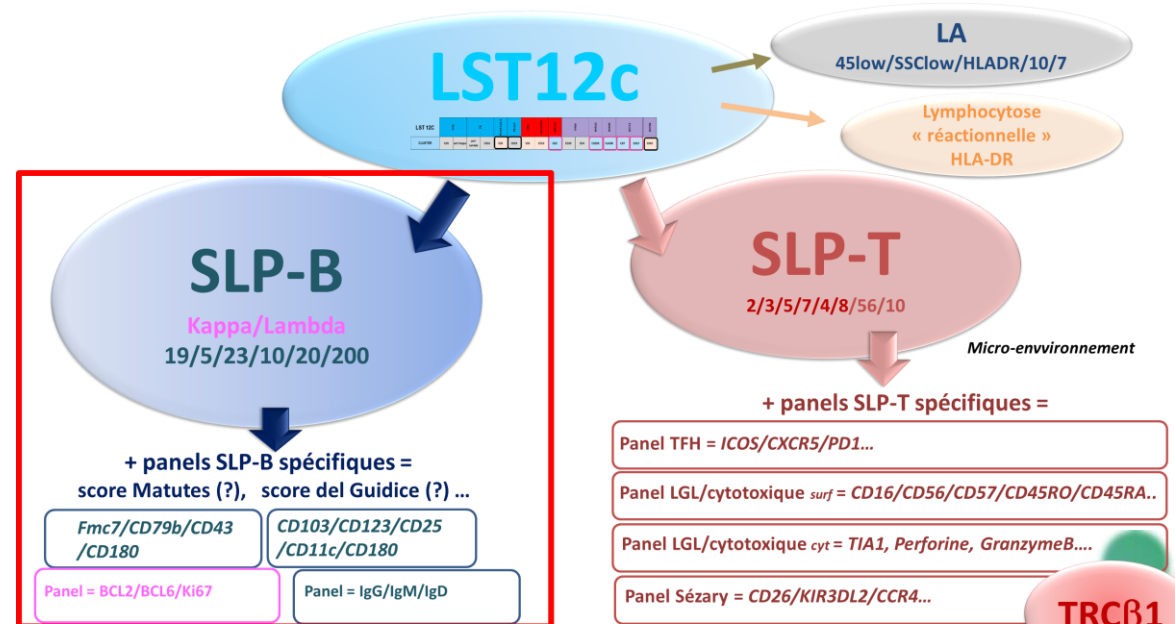 LST12c
LST 12C
CLUSTER
LA
45low/SSClow/HLADR/10/7
Lymphocytose
« réactionnelle »
HLA-DR
SLP-B
Kappa/Lambda
19/5/23/10/20/200
+ panels SLP-B spécifiques =
score Matutes (?), score del Guidice (?) ...
Fmc7/CD79b/CD43
/CD180
CD103/CD123/CD25
/CD11c/CD180
Panel = BCL2/BCL6/Ki67
Panel = IgG/IgM/IgD
SLP-T
2/3/5/7/4/8/56/10
Micro-envvironnement
+ panels SLP-T spécifiques =
Panel TFH = ICOS/CXCR5/PD1...
Panel LGL/cytotoxique surf = CD16/CD56/CD57/CD45RO/CD45RA..
Panel LGL/cytotoxique cyt = TIA1, Perforine, GranzymeB....
Panel Sézary = CD26/KIR3DL2/CCR4...
TRCβ1